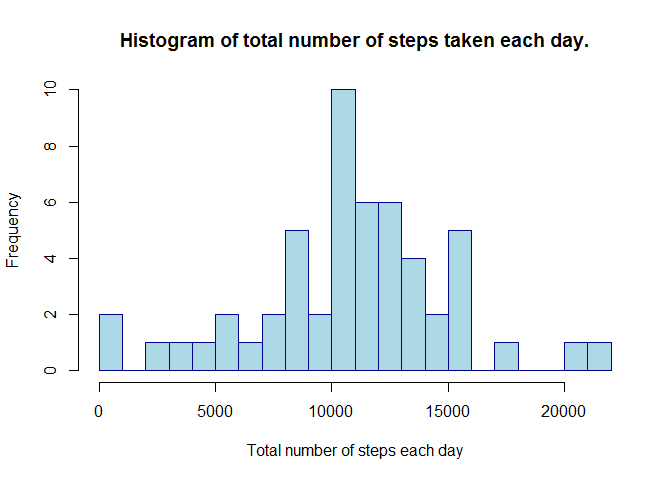 Histogram of total number of steps taken each day.
Frequency
10
8
6
4
2
0
0 5000 10000 15000 20000
Total number of steps each day